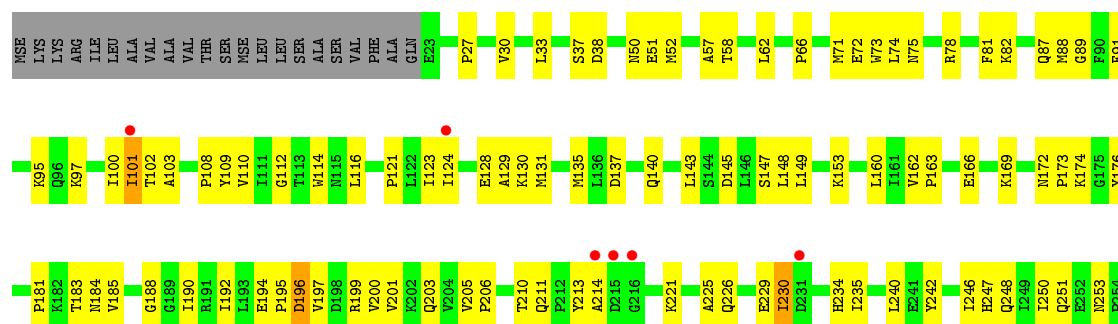 MSE LYS LYS ARG ILE LEU ALA VAL ALA VAL THR SER MSE LEU LEU SER ALA SER VAL PHE ALA GLN E23 P27 V30 L33 S37 D38 N50 E51 M52 A57 T58 L62 P66 M71 E72 W73 L74 N75 R78 F81 K82 Q87 M88 G89 F90
K95 Q96 K97 I100 I101 T102 A103 P108 Y109 V110 I111 G112 T113 W114 N115 L116 P121 L122 I123 I124 E128 A129 K130 M131 M135 L136 D137 Q140 L143 S144 D145 L146 S147 L148 L149 K153 L160 I161 V162 P163 E166 K169 N172 P173 K174 G175 Y176
P181 K182 T183 N184 V185 G188 G189 I190 R191 I192 L193 E194 P195 D196 V197 D198 R199 V200 V201 K202 Q203 V204 V205 P206 T210 Q211 P212 Y213 A214 D215 G216 K221 A225 Q226 E229 I230 D231 H234 I235 L240 E241 Y242 I246 H247 Q248 I249 I250 Q251 E252 N253